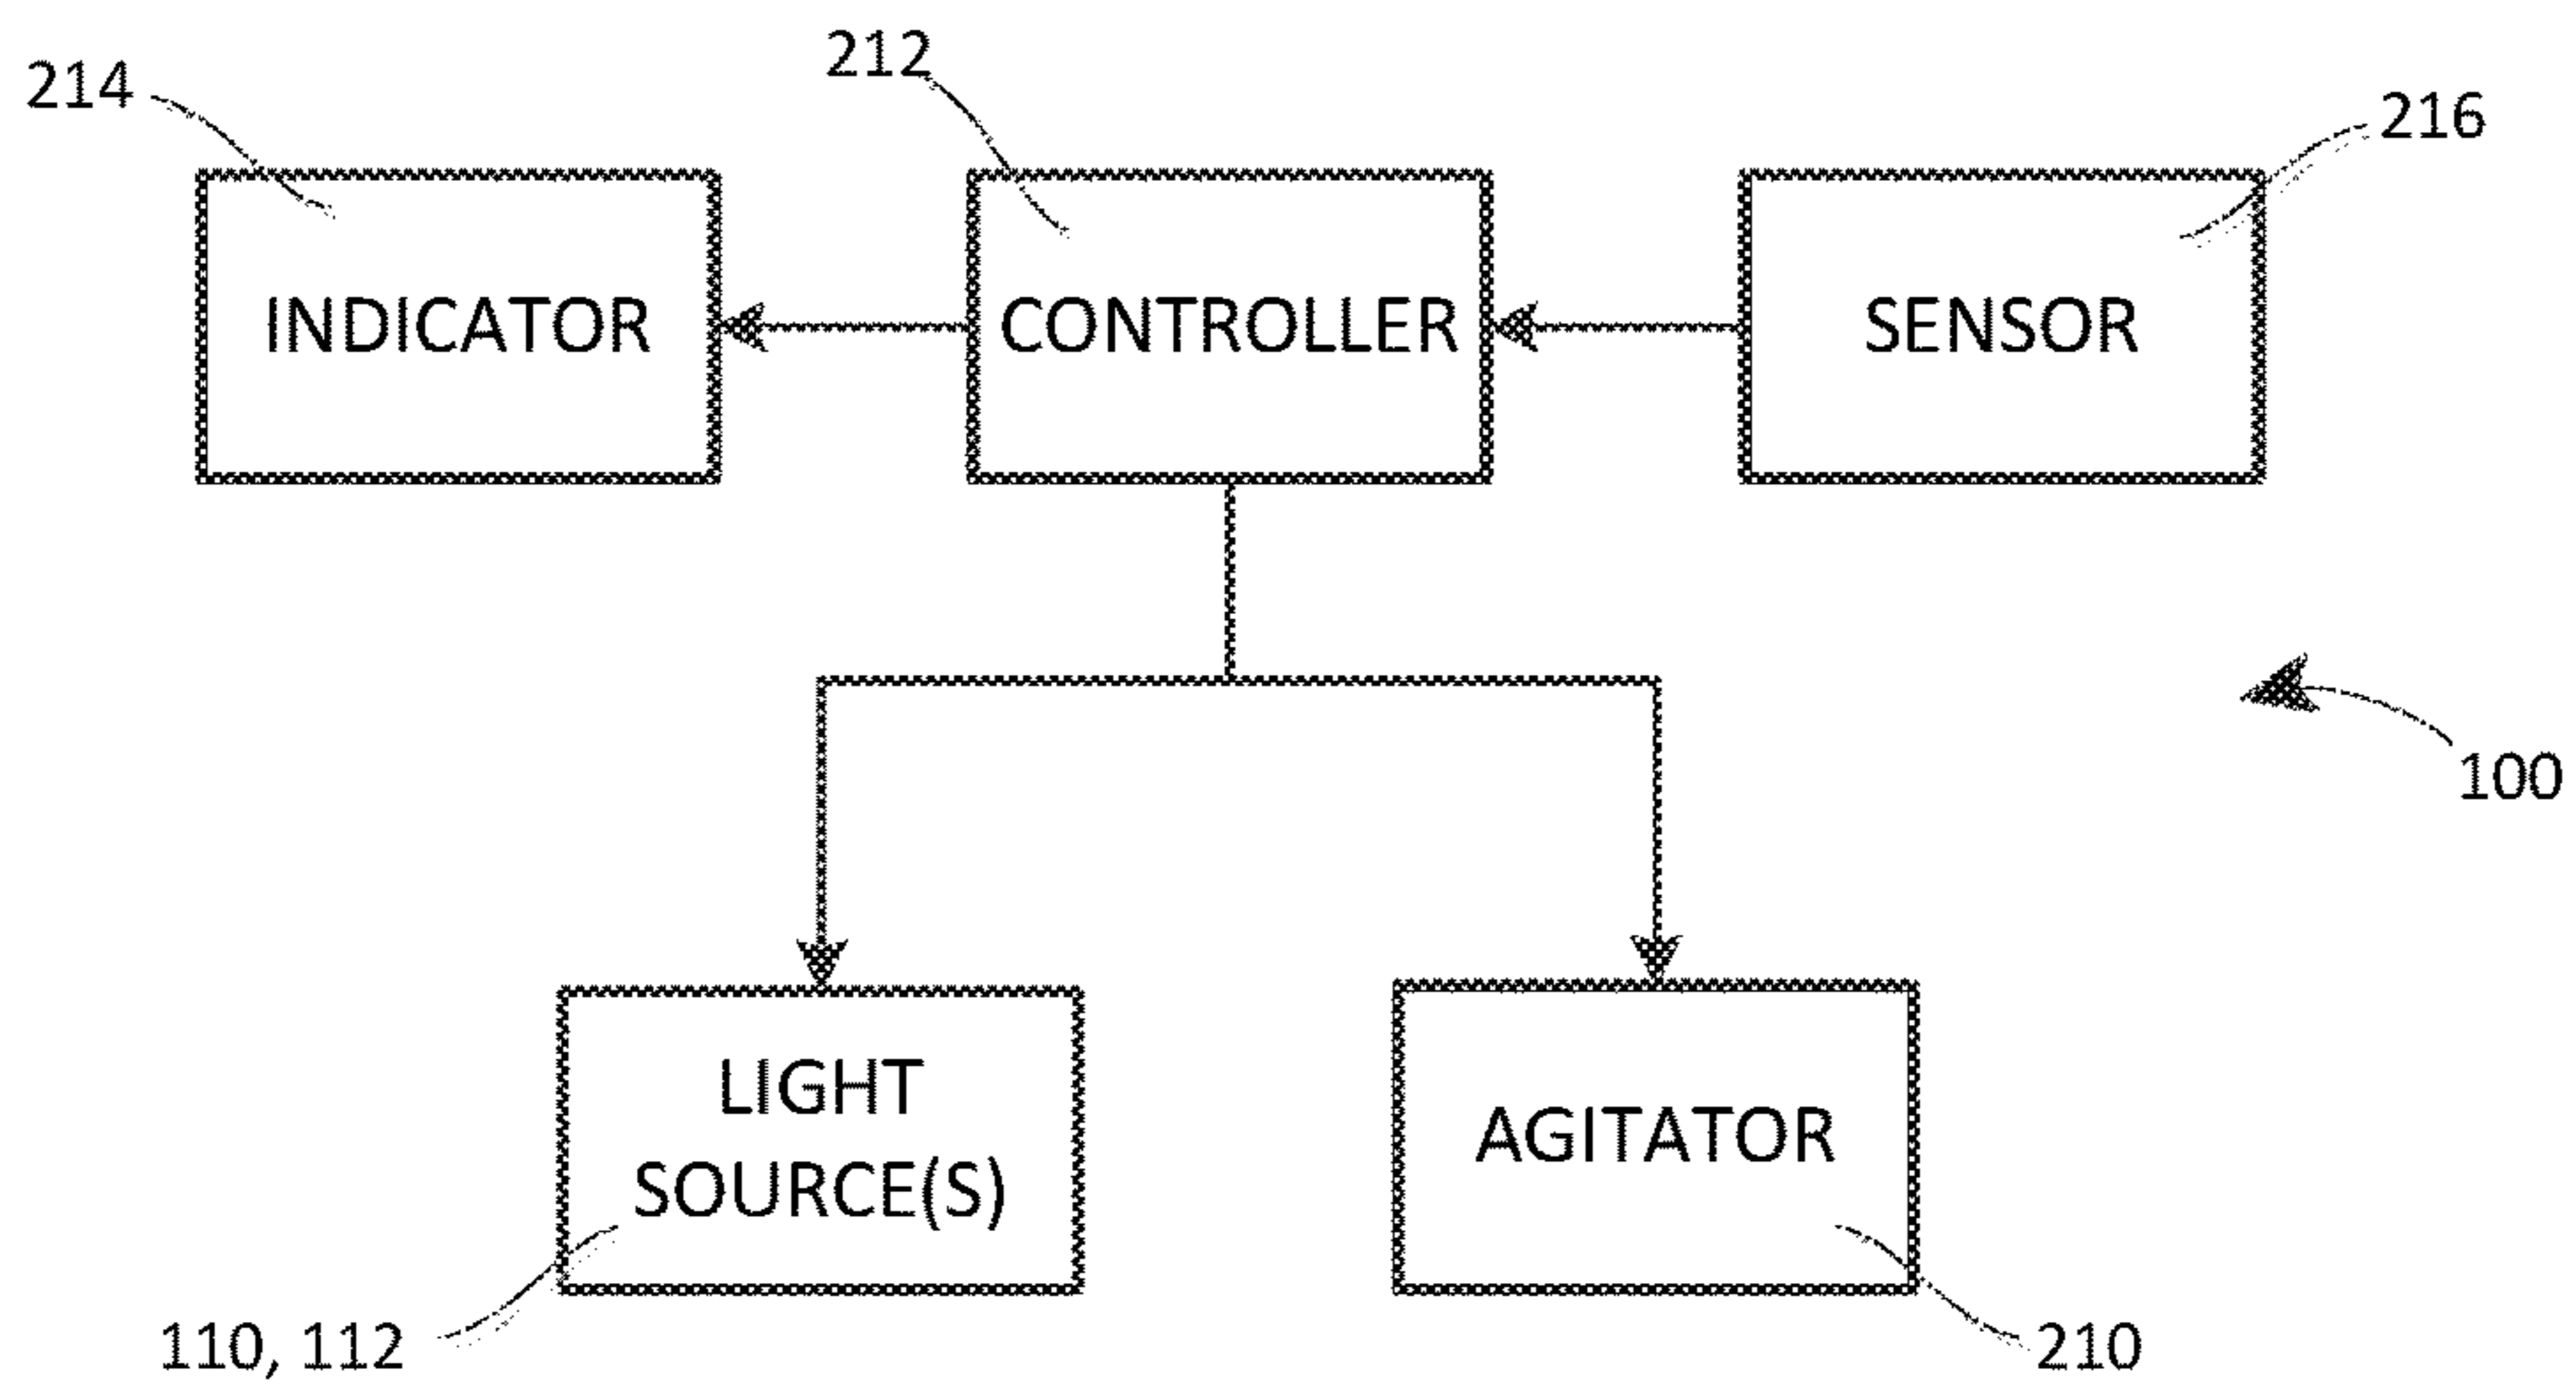 214
212
216
INDICATOR
CONTROLLER
SENSOR
100
LIGHT
SOURCE(S)
AGITATOR
110, 112
210